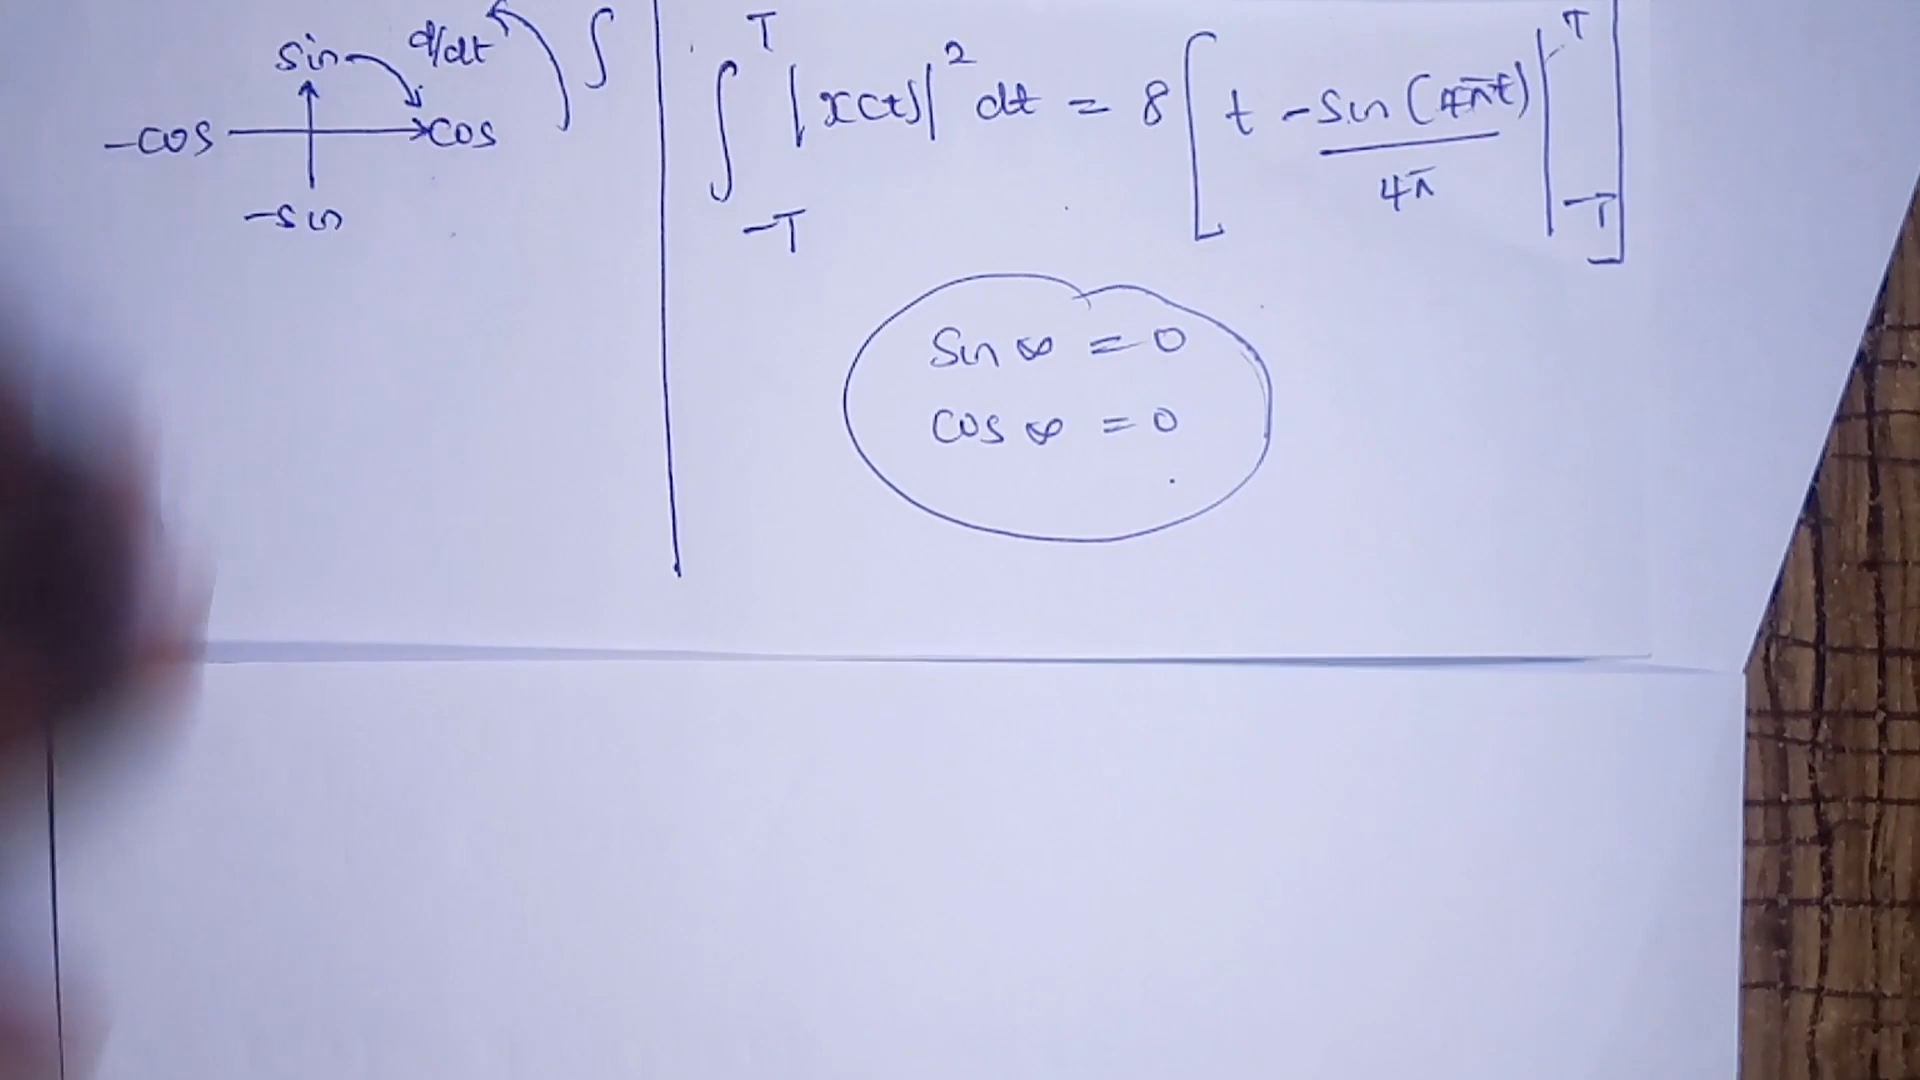 sin d/dt ∫
-cos cos
-sin
∫_{-T}^{T} |x(t)|^2 dt = 8[t - sin(4πt)/4π |_{-T}^{T}]
Sin ∞ = 0
cos ∞ = 0